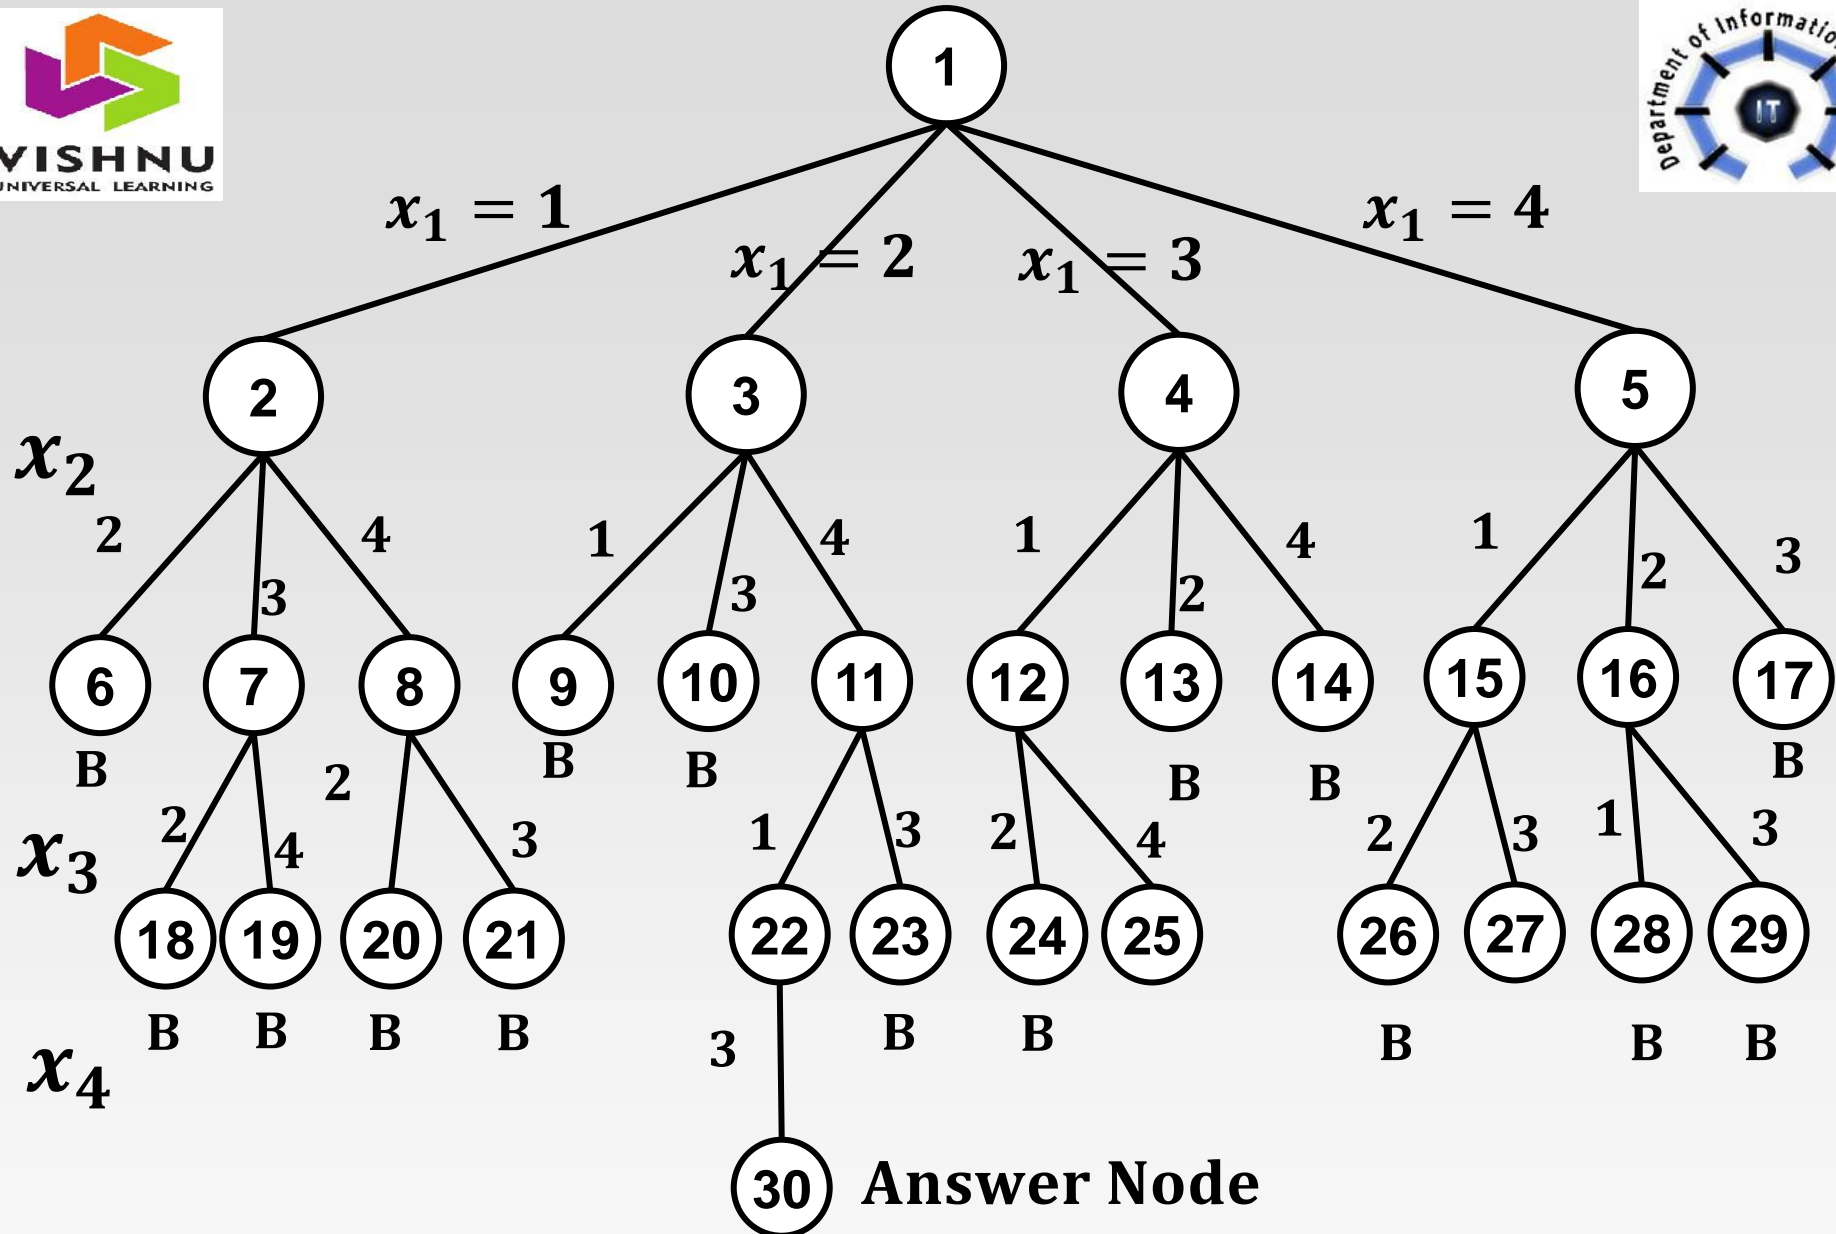 VISHNU
UNIVERSAL LEARNING
Department of Informatio
IT
1
x₁ = 1
x₁ = 2
x₁ = 3
x₁ = 4
2
3
4
5
x₂
2
3
4
1
3
4
1
2
4
1
2
3
6
7
8
9
10
11
12
13
14
15
16
17
B
B
B
B
B
B
x₃
2
4
2
3
1
3
2
4
2
3
1
3
18
19
20
21
22
23
24
25
26
27
28
29
B
B
B
B
B
B
B
B
B
x₄
3
30 Answer Node